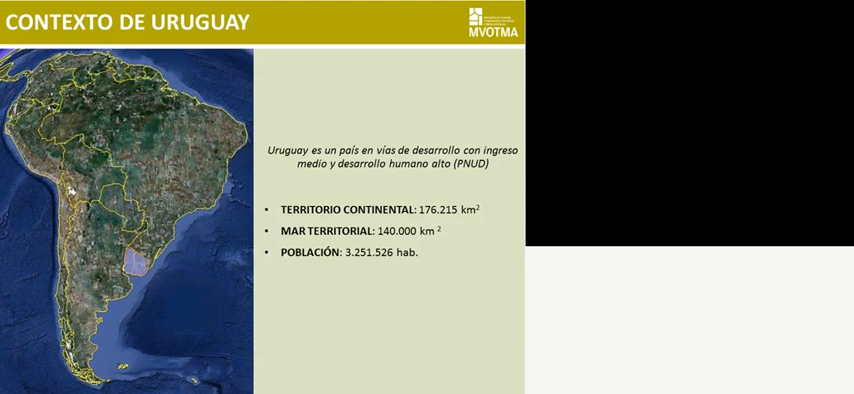 CONTEXTO DE URUGUAY
MVOTMA
Uruguay es un país en vías de desarrollo con ingreso
medio y desarrollo humano alto (PNUD)
• TERRITORIO CONTINENTAL: 176.215 km²
• MAR TERRITORIAL: 140.000 km ²
• POBLACIÓN: 3.251.526 hab.